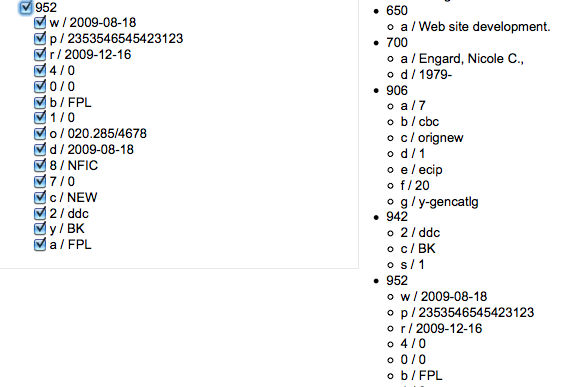 952
w / 2009-08-18
p / 2353546545423123
r / 2009-12-16
4 / 0
0 / 0
b / FPL
1 / 0
o / 020.285/4678
d / 2009-08-18
8 / NFIC
7 / 0
c / NEW
2 / ddc
y / BK
a / FPL
650
a / Web site development.
700
a / Engard, Nicole C.,
d / 1979-
906
a / 7
b / cbc
c / orignew
d / 1
e / ecip
f / 20
g / y-gencatlg
942
2 / ddc
c / BK
s / 1
952
w / 2009-08-18
p / 2353546545423123
r / 2009-12-16
4 / 0
0 / 0
b / FPL